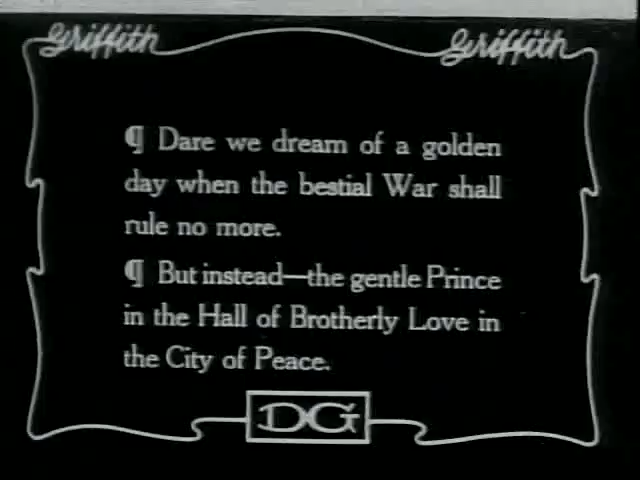 Griffith Griffith
¶ Dare we dream of a golden
day when the bestial War shall
rule no more.
¶ But instead—the gentle Prince
in the Hall of Brotherly Love in
the City of Peace.
DG